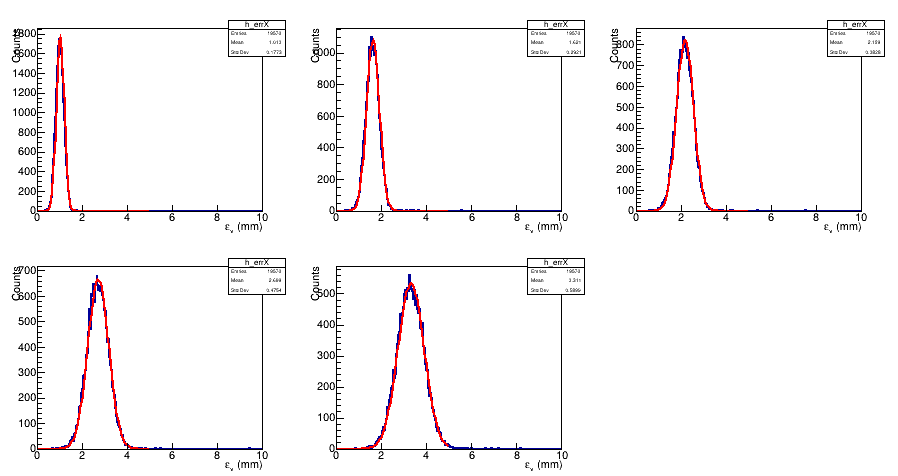 h_errX
Entries 19570
Mean 1.013
Std Dev 0.1773
Counts
1800
1600
1400
1200
1000
800
600
400
200
0
0 2 4 6 8 10
εx (mm)
h_errX
Entries 19570
Mean 1.621
Std Dev 0.2921
Counts
1000
800
600
400
200
0
0 2 4 6 8 10
εx (mm)
h_errX
Entries 19570
Mean 2.159
Std Dev 0.3828
Counts
800
700
600
500
400
300
200
100
0
0 2 4 6 8 10
εx (mm)
h_errX
Entries 19570
Mean 2.699
Std Dev 0.4754
Counts
700
600
500
400
300
200
100
0
0 2 4 6 8 10
εx (mm)
h_errX
Entries 19570
Mean 3.311
Std Dev 0.5899
Counts
500
400
300
200
100
0
0 2 4 6 8 10
εx (mm)